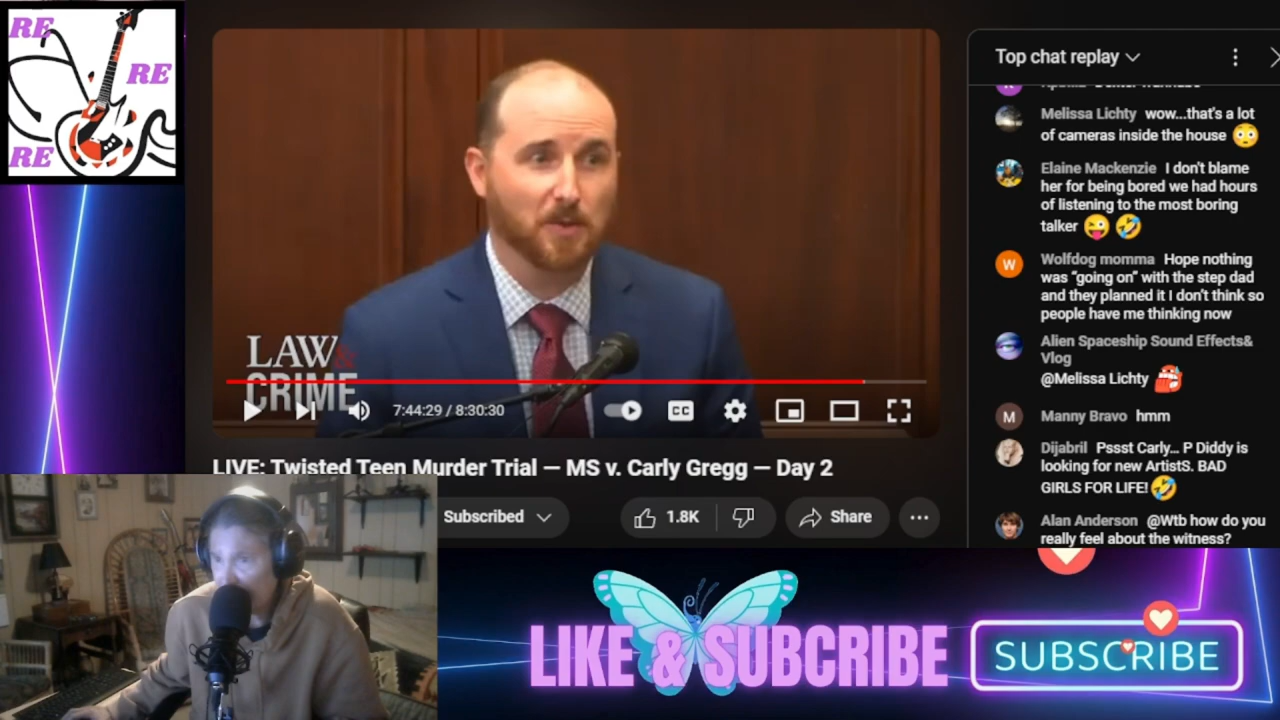 RE
RE
RE
LAW&
CRIME
7:44:29 / 8:30:30
CC
LIVE: Twisted Teen Murder Trial — MS v. Carly Gregg — Day 2
Subscribed
1.8K
Share
Top chat replay
Melissa Lichty wow...that's a lot
of cameras inside the house 😳
Elaine Mackenzie I don't blame
her for being bored we had hours
of listening to the most boring
talker 😜 🤣
W
Wolfdog momma Hope nothing
was “going on” with the step dad
and they planned it I don't think so
people have me thinking now
Alien Spaceship Sound Effects&
Vlog
@Melissa Lichty
M
Manny Bravo hmm
Dijabril Pssst Carly... P Diddy is
looking for new ArtistS. BAD
GIRLS FOR LIFE! 🤣
Alan Anderson @Wtb how do you
really feel about the witness?
LIKE & SUBCRIBE
SUBSCRIBE